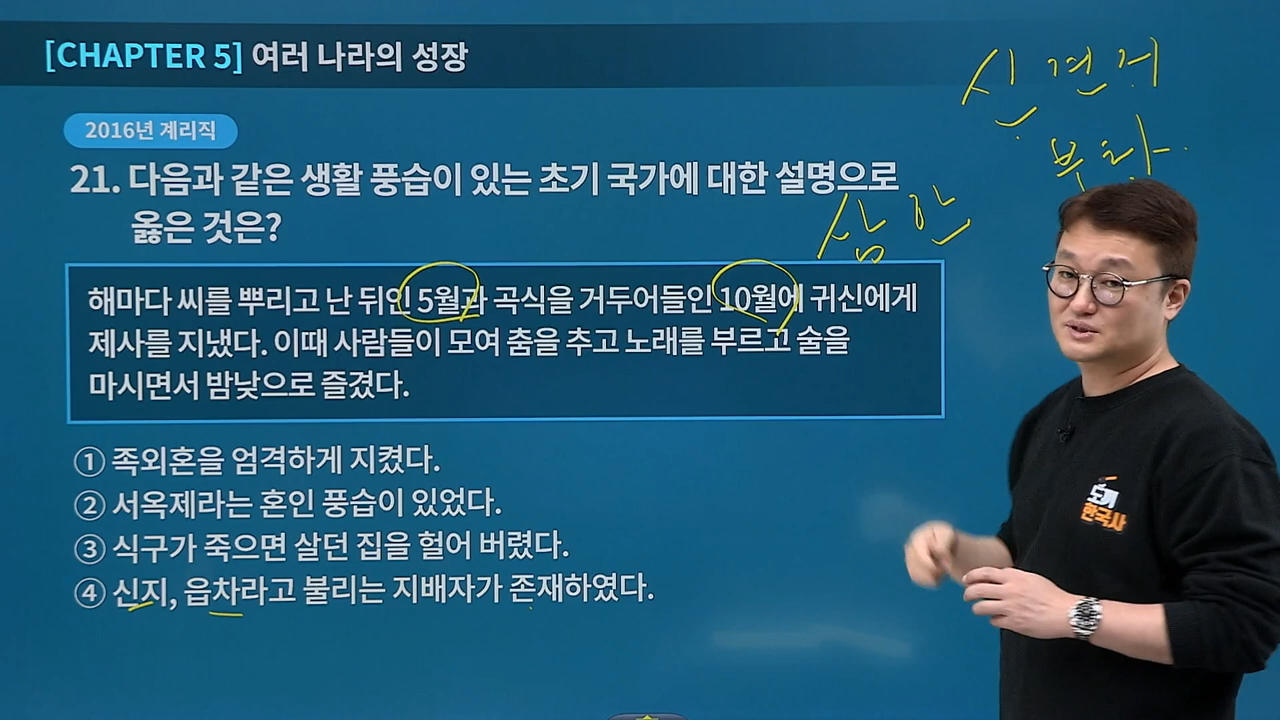 [CHAPTER 5] 여러 나라의 성장
신 견 저
부 화
2016년 계리직
21. 다음과 같은 생활 풍습이 있는 초기 국가에 대한 설명으로
옳은 것은?
삼 한
해마다 씨를 뿌리고 난 뒤인 5월과 곡식을 거두어들인 10월에 귀신에게
제사를 지냈다. 이때 사람들이 모여 춤을 추고 노래를 부르고 술을
마시면서 밤낮으로 즐겼다.
① 족외혼을 엄격하게 지켰다.
② 서옥제라는 혼인 풍습이 있었다.
③ 식구가 죽으면 살던 집을 헐어 버렸다.
④ 신지, 읍차라고 불리는 지배자가 존재하였다.
한국사